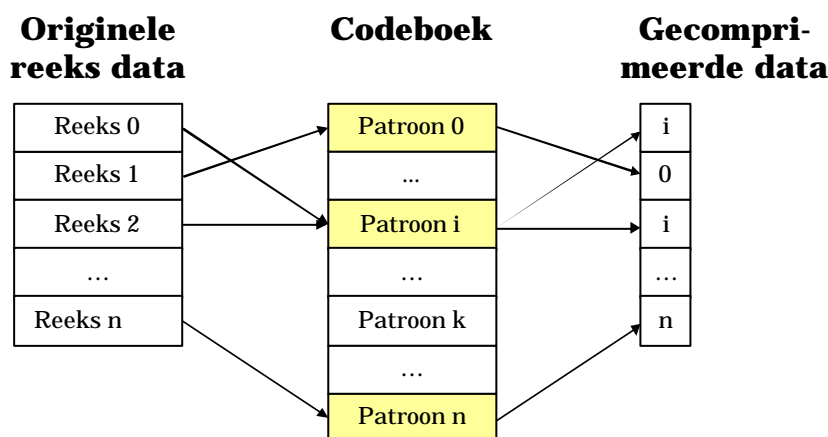 Originele
reeks data
Codeboek
Gecompri-
meerde data
Reeks 0
Reeks 1
Reeks 2
…
Reeks n
Patroon 0
...
Patroon i
…
Patroon k
…
Patroon n
i
0
i
…
n